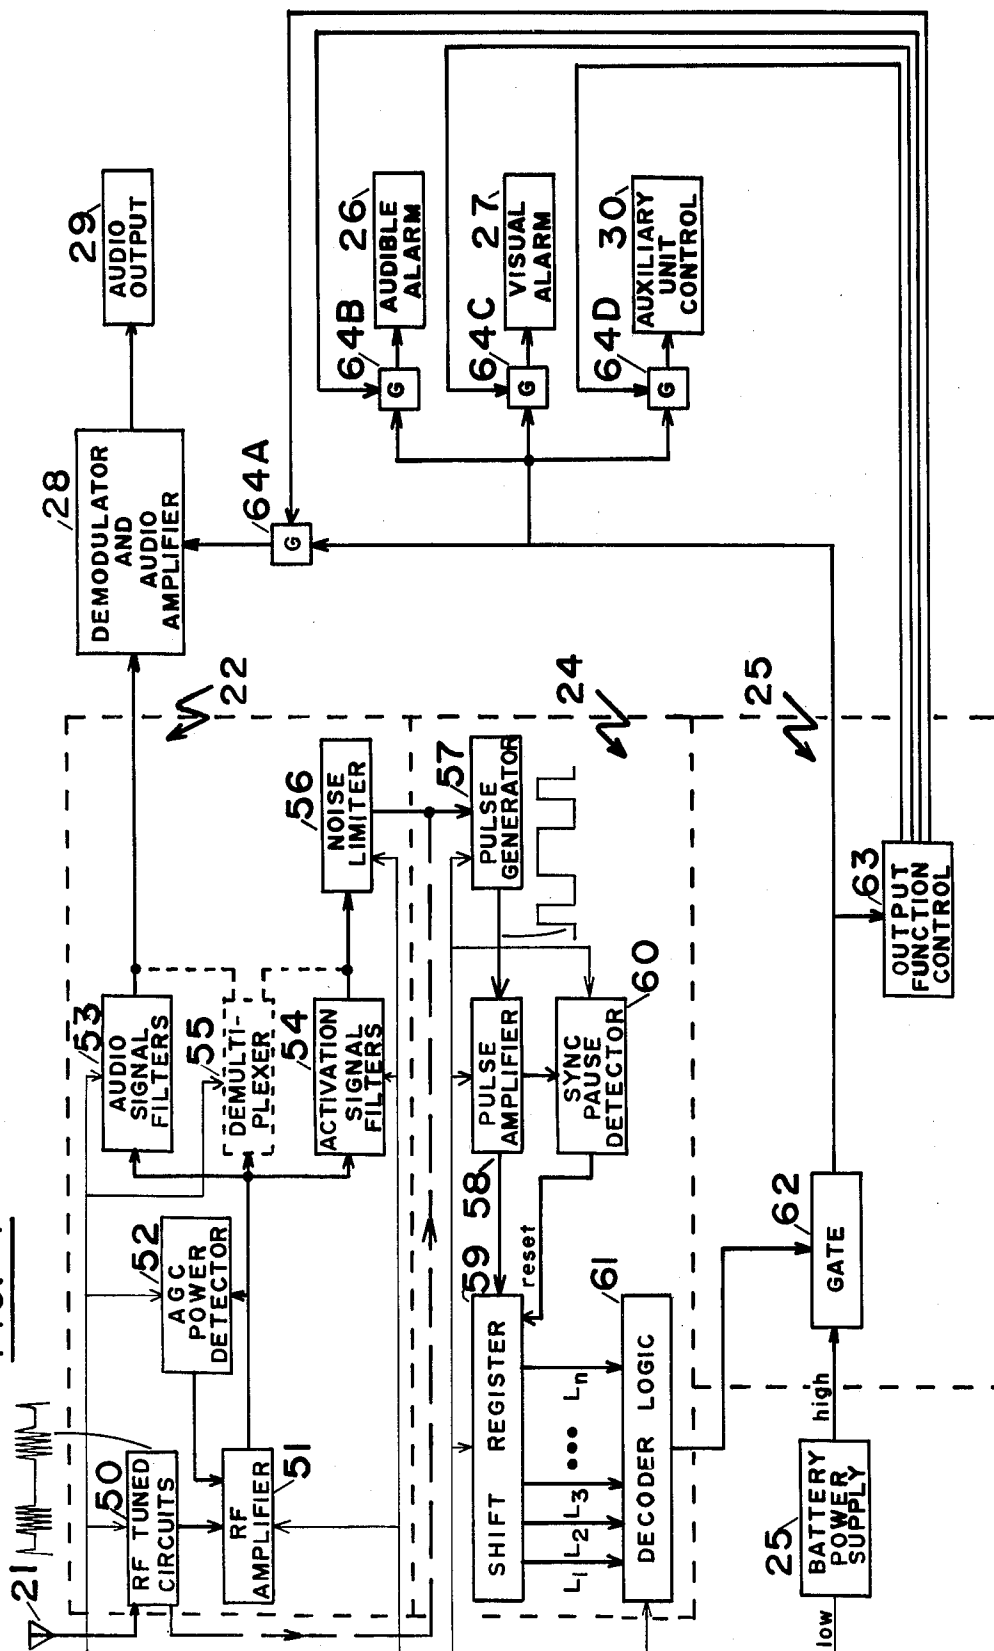 21
50
RF TUNED
CIRCUITS
51
RF
AMPLIFIER
52
AGC
POWER
DETECTOR
53
AUDIO
SIGNAL
FILTERS
55
DEMULTI-
PLEXER
54
ACTIVATION
SIGNAL
FILTERS
56
NOISE
LIMITER
22
28
DEMODULATOR
AND
AUDIO
AMPLIFIER
29
AUDIO
OUTPUT
64A
G
64B
G
26
AUDIBLE
ALARM
64C
G
27
VISUAL
ALARM
64D
G
30
AUXILIARY
UNIT
CONTROL
57
PULSE
GENERATOR
24
58
PULSE
AMPLIFIER
60
SYNC
PAUSE
DETECTOR
59
reset
SHIFT REGISTER
L1
L2
L3
Ln
61
DECODER LOGIC
25
25
BATTERY
POWER
SUPPLY
low
high
62
GATE
63
OUTPUT
FUNCTION
CONTROL